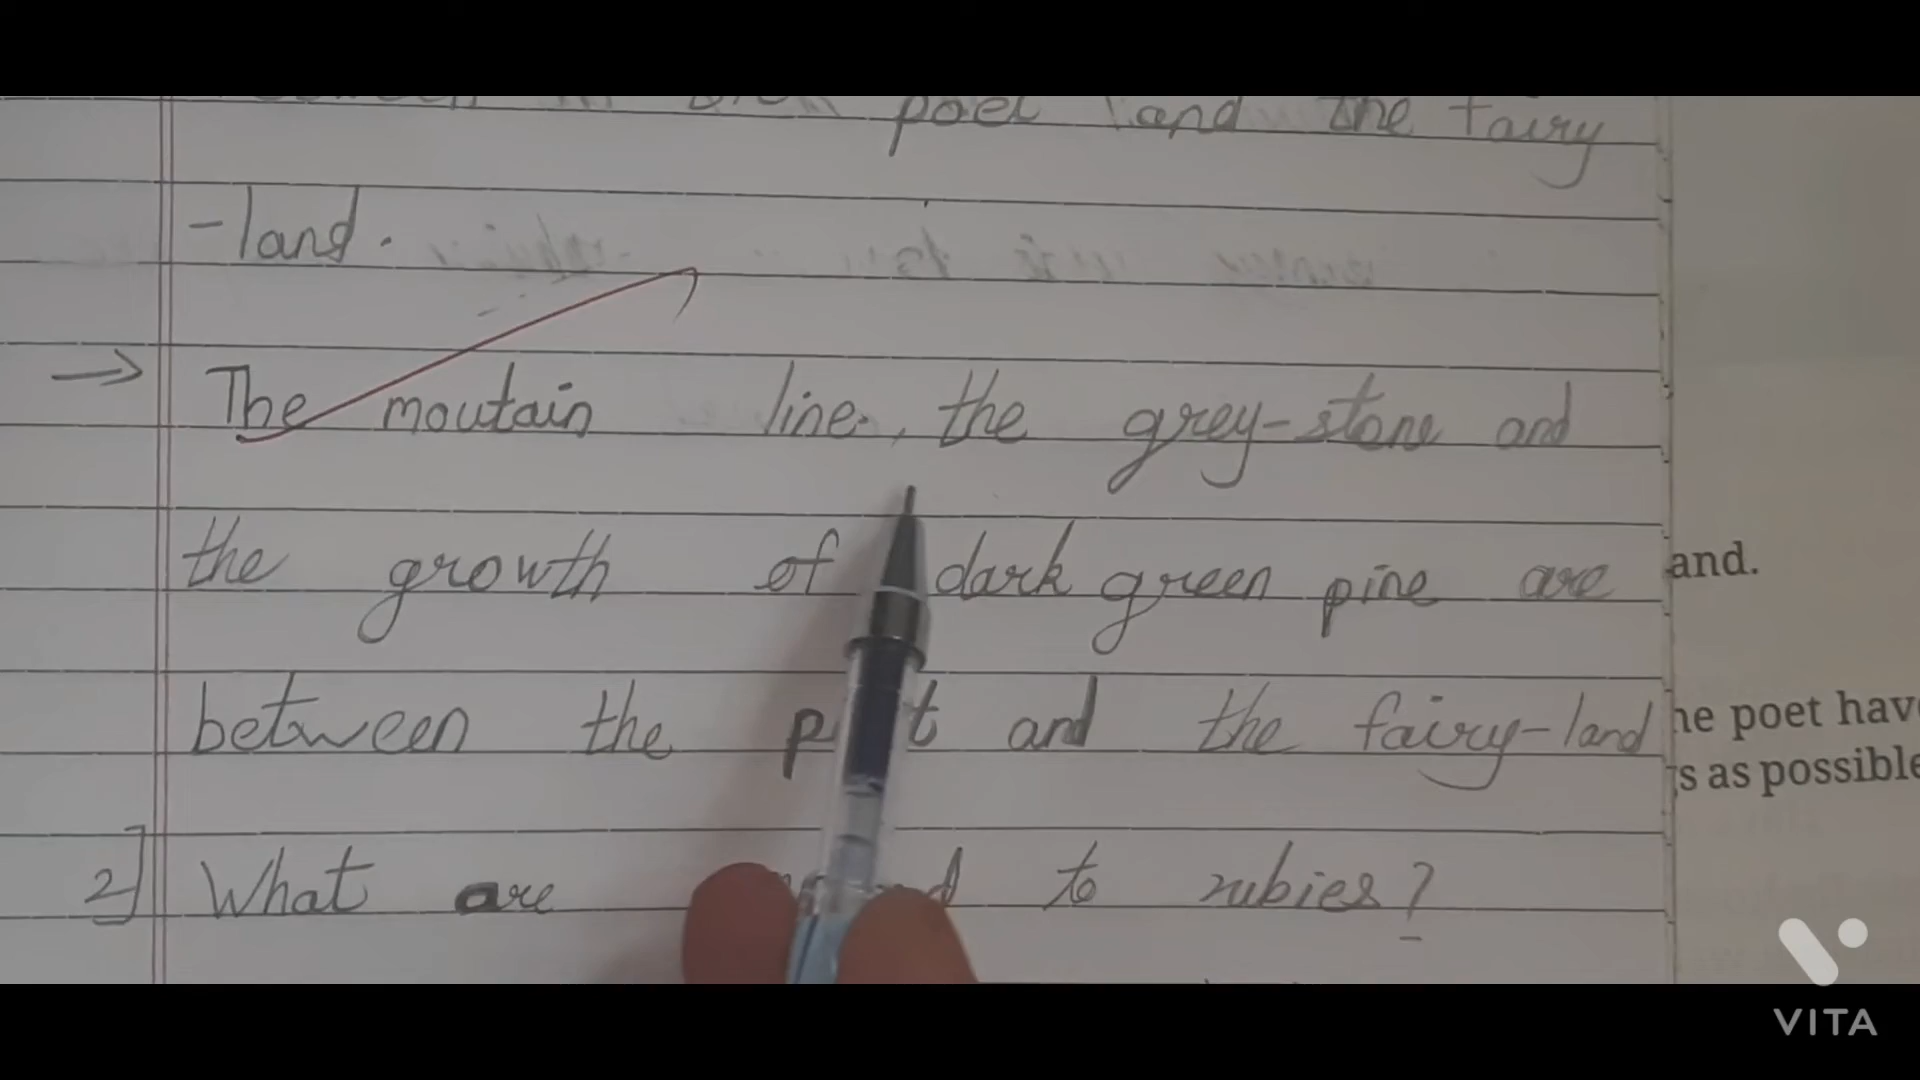 poet and the fairy
-land.
→ The moutain line, the grey-stone and
the growth of dark green pine are
between the and the fairy-land
2] What are to rubies?
and.
he poet have
s as possible
VITA